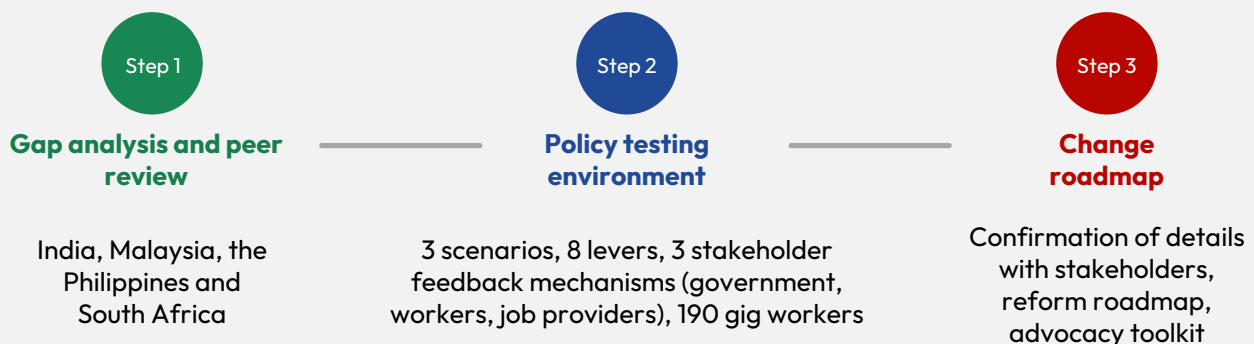 Step 1
Gap analysis and peer
review
India, Malaysia, the
Philippines and
South Africa
Step 2
Policy testing
environment
3 scenarios, 8 levers, 3 stakeholder
feedback mechanisms (government,
workers, job providers), 190 gig workers
Step 3
Change
roadmap
Confirmation of details
with stakeholders,
reform roadmap,
advocacy toolkit